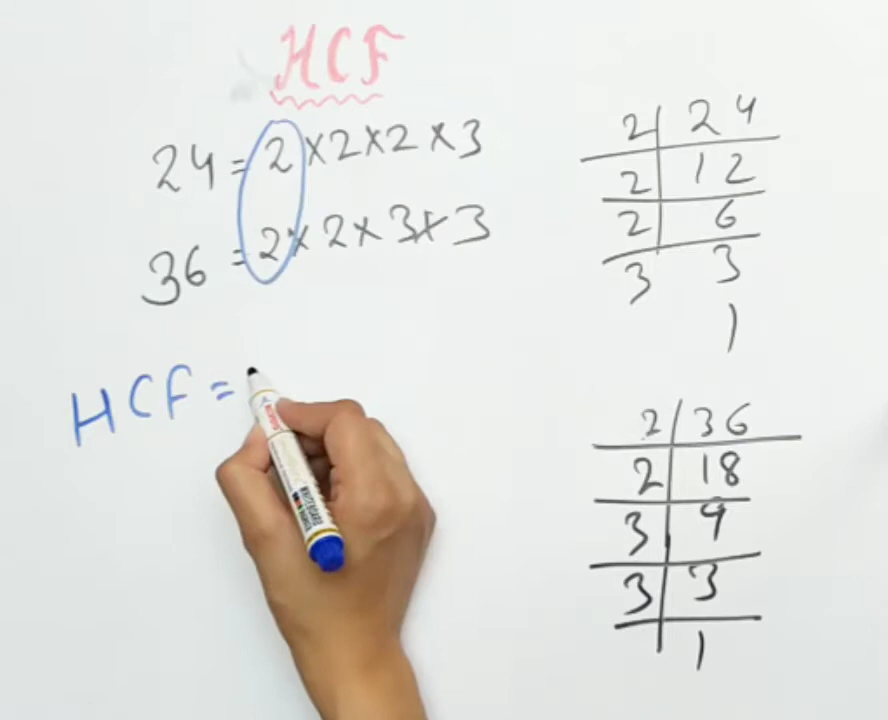 HCF
24 = 2 × 2 × 2 × 3
36 = 2 × 2 × 3 × 3
HCF =
2 | 24
2 | 12
2 | 6
3 | 3
1
2 | 36
2 | 18
3 | 9
3 | 3
1